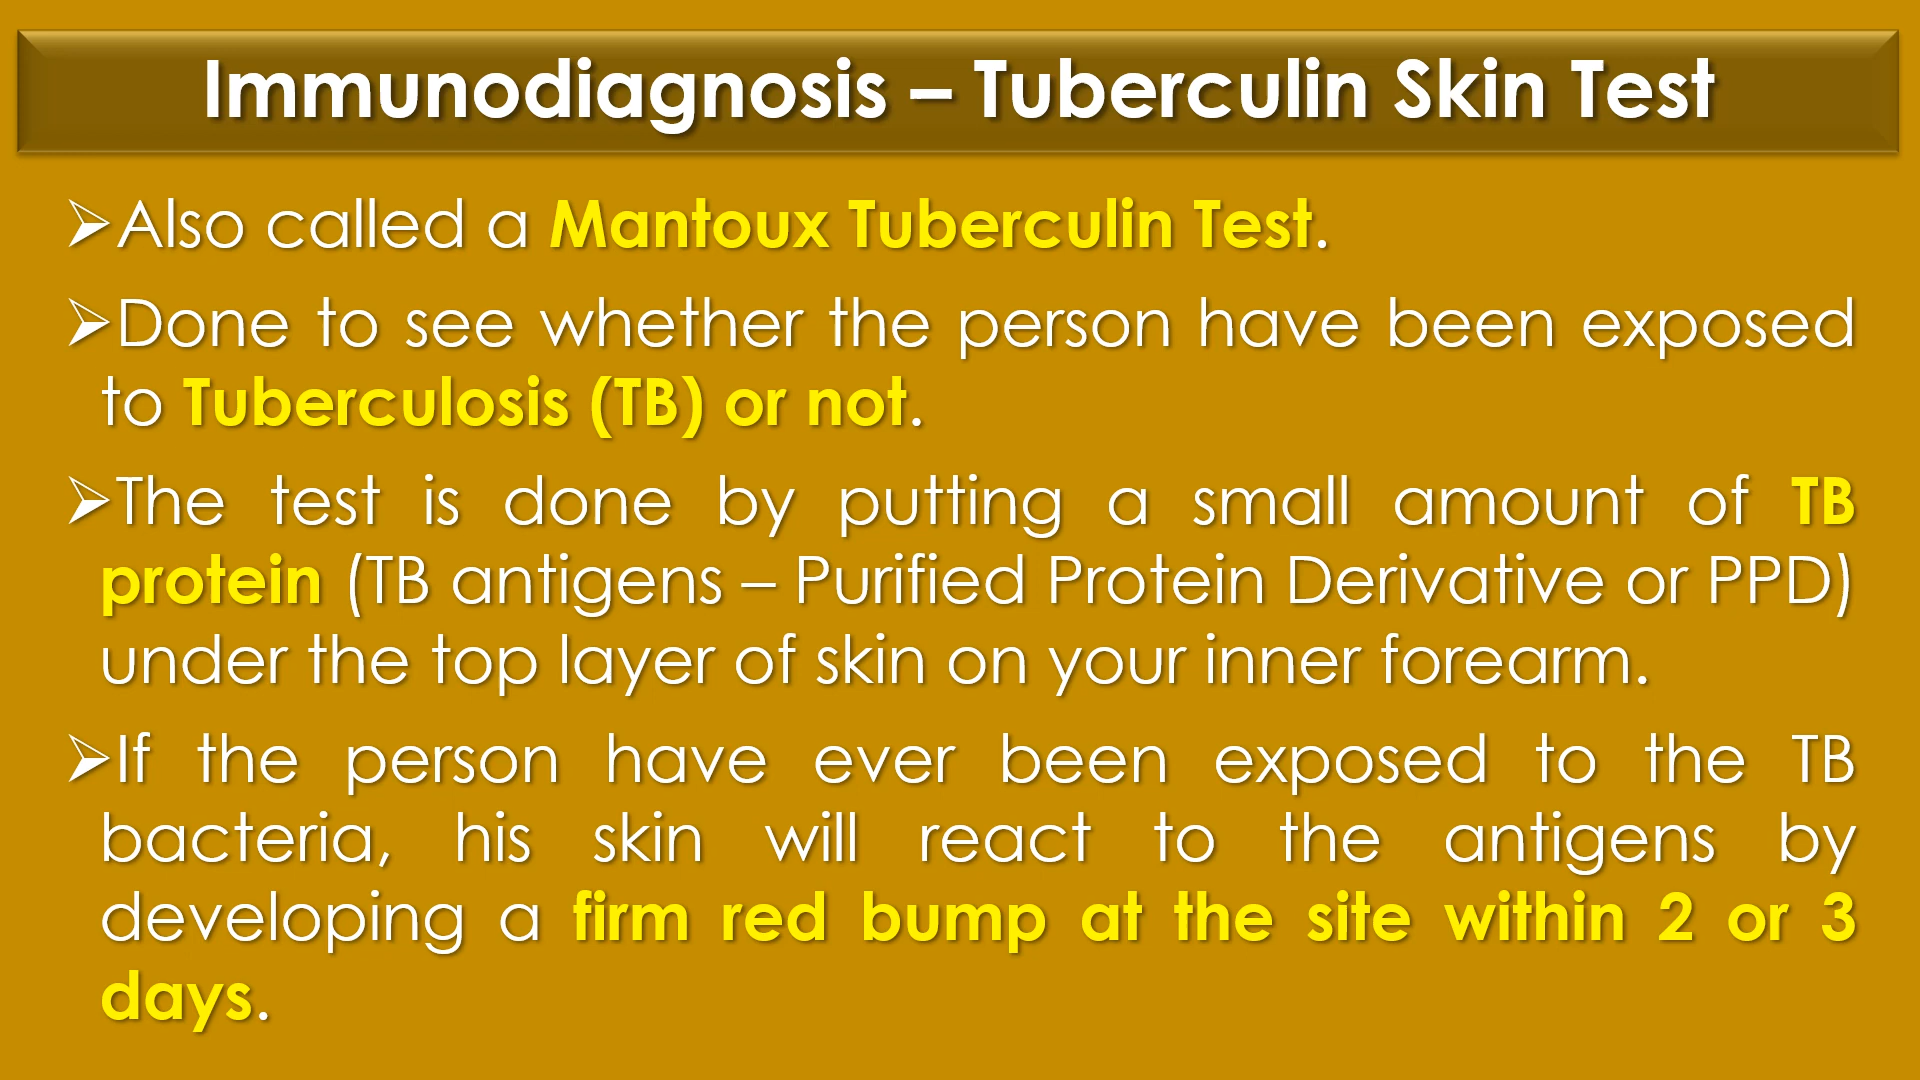 Immunodiagnosis – Tuberculin Skin Test
➢Also called a Mantoux Tuberculin Test.
➢Done to see whether the person have been exposed
to Tuberculosis (TB) or not.
➢The test is done by putting a small amount of TB
protein (TB antigens – Purified Protein Derivative or PPD)
under the top layer of skin on your inner forearm.
➢If the person have ever been exposed to the TB
bacteria, his skin will react to the antigens by
developing a firm red bump at the site within 2 or 3
days.